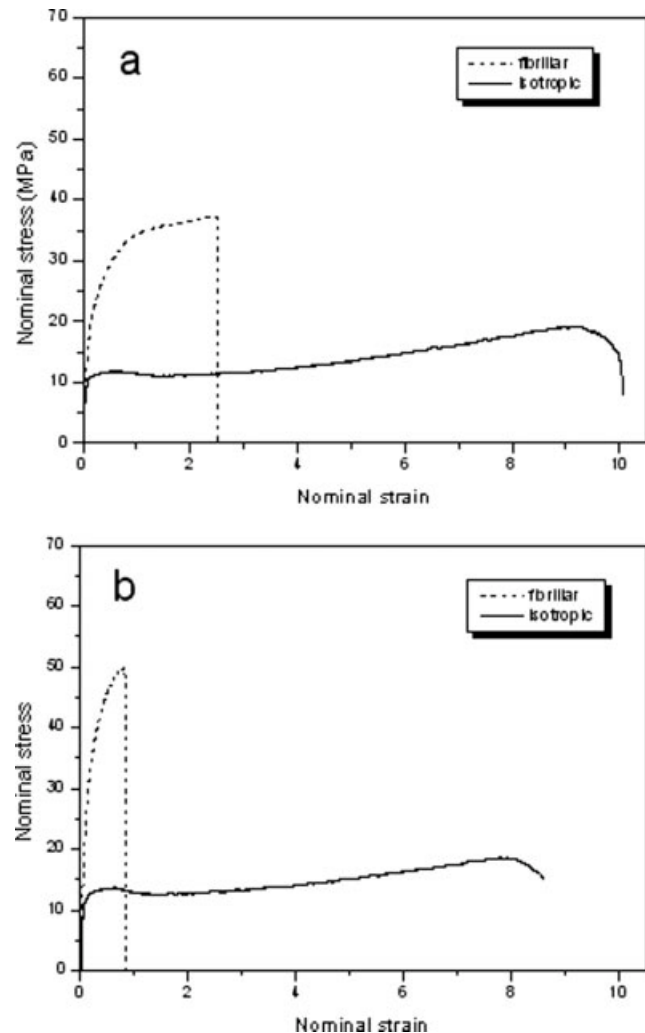 70
60
50
40
30
20
10
0
Nominal stress (MPa)
a
fibrillar
isotropic
0 2 4 6 8 10
Nominal strain
70
60
50
40
30
20
10
0
Nominal stress
b
fibrillar
isotropic
0 2 4 6 8 10
Nominal strain